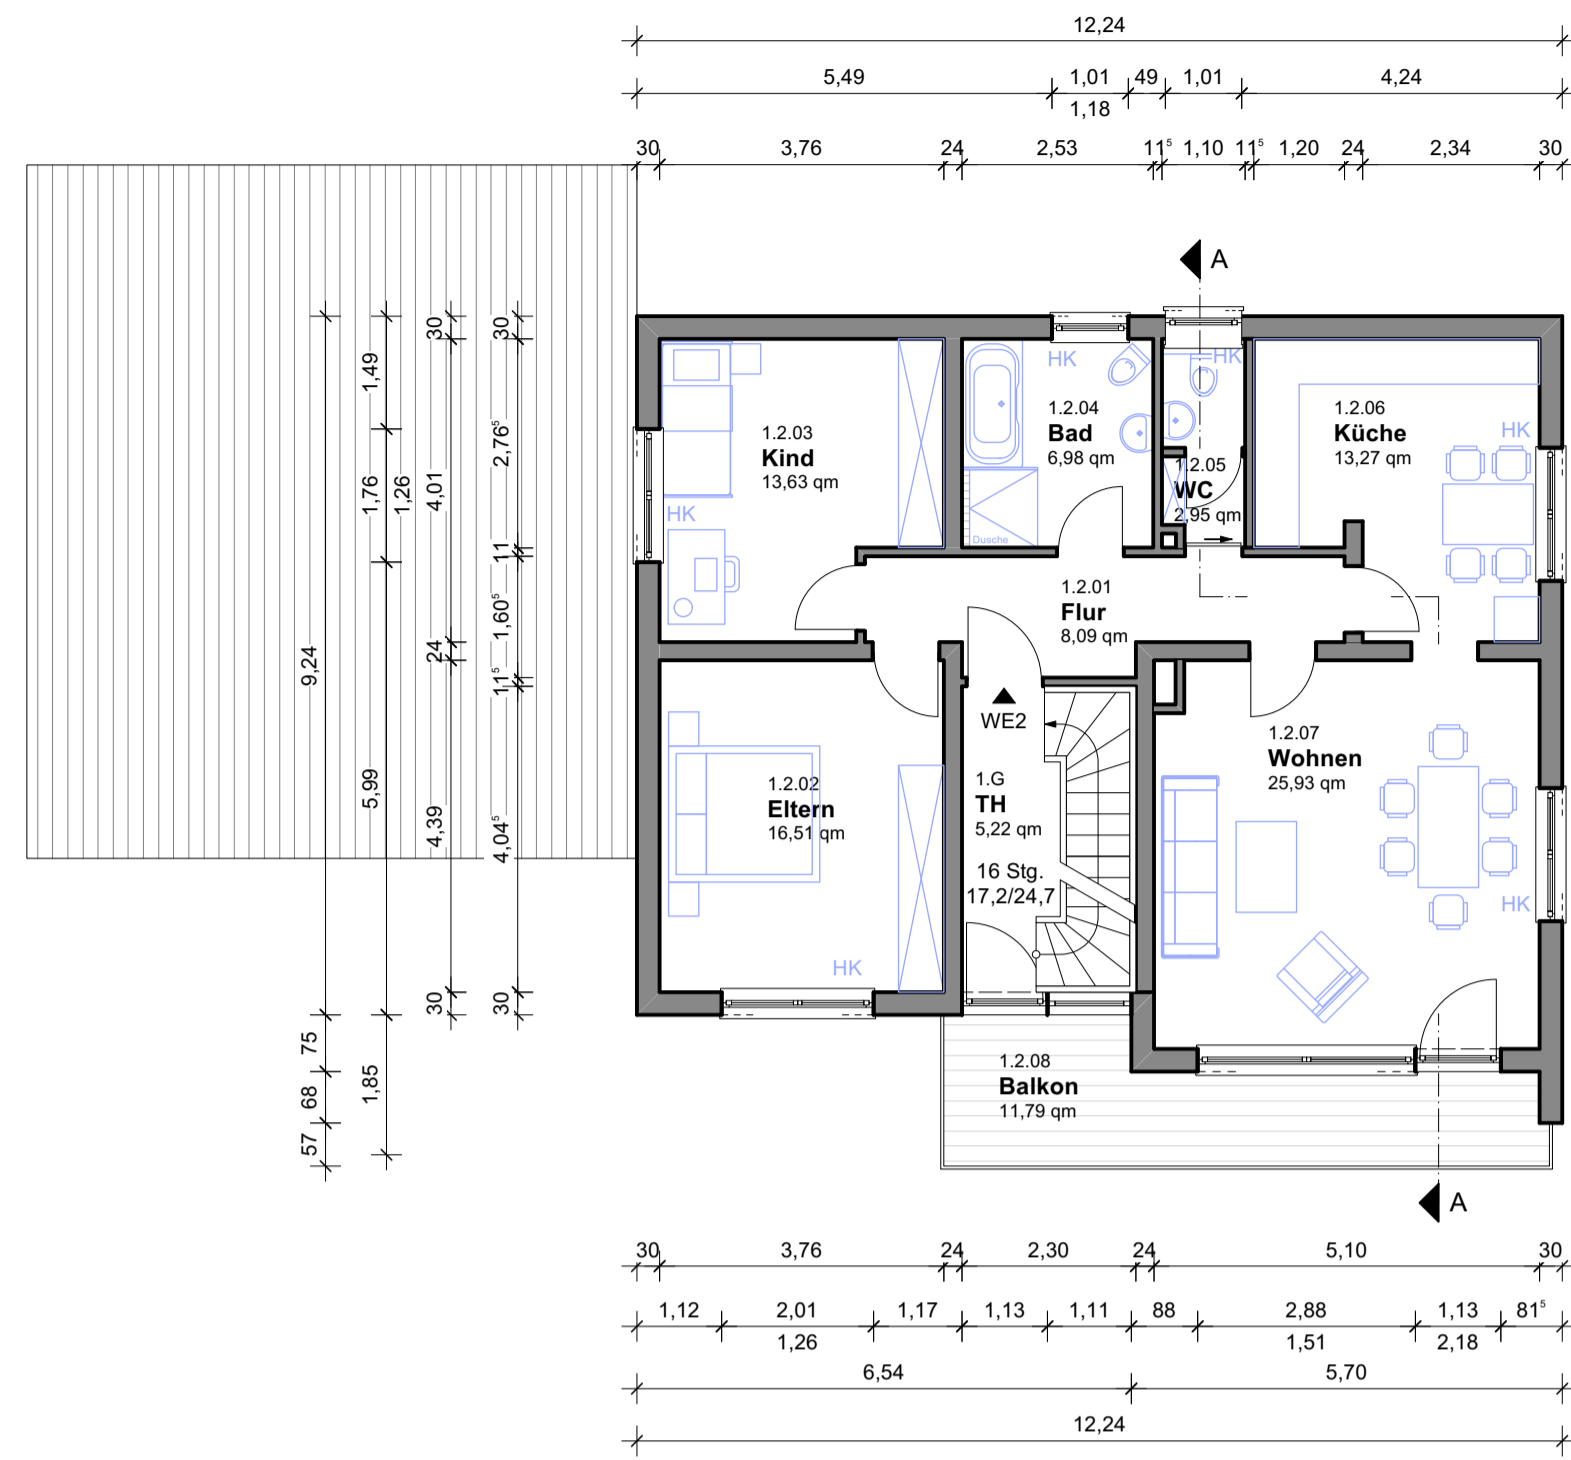 12,24
5,49
1,01
49
1,01
4,24
1,18
30
3,76
24
2,53
11⁵
1,10
11⁵
1,20
24
2,34
30
A
30
30
1,49
HK
HK
1.2.03
Kind
13,63 qm
1.2.04
Bad
6,98 qm
1.2.06
Küche
13,27 qm
HK
2,76⁵
1.2.05
WC
2,95 qm
1,76
1,26
4,01
HK
Dusche
11
1.2.01
Flur
8,09 qm
1,60⁵
9,24
24
11⁵
WE2
1.2.07
Wohnen
25,93 qm
5,99
1.2.02
Eltern
16,51 qm
1.G
TH
5,22 qm
4,39
4,04⁵
16 Stg.
17,2/24,7
HK
HK
30
30
75
1.2.08
Balkon
11,79 qm
1,85
68
57
A
30
3,76
24
2,30
24
5,10
30
1,12
2,01
1,17
1,13
1,11
88
2,88
1,13
81⁵
1,26
1,51
2,18
6,54
5,70
12,24